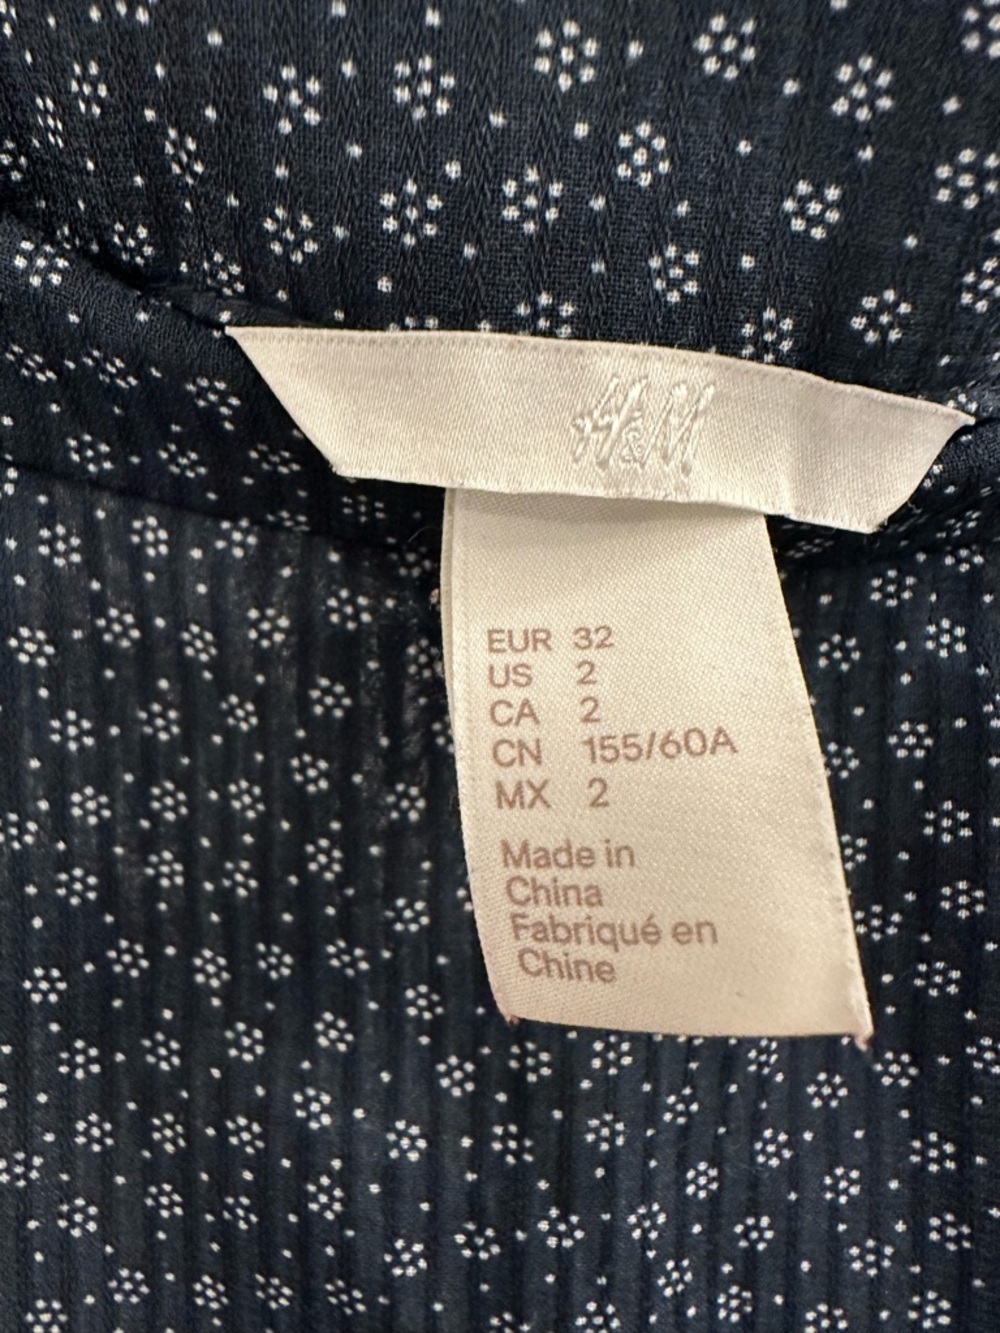 H&M
EUR 32
US 2
CA 2
CN 155/60A
MX 2
Made in
China
Fabriqué en
Chine